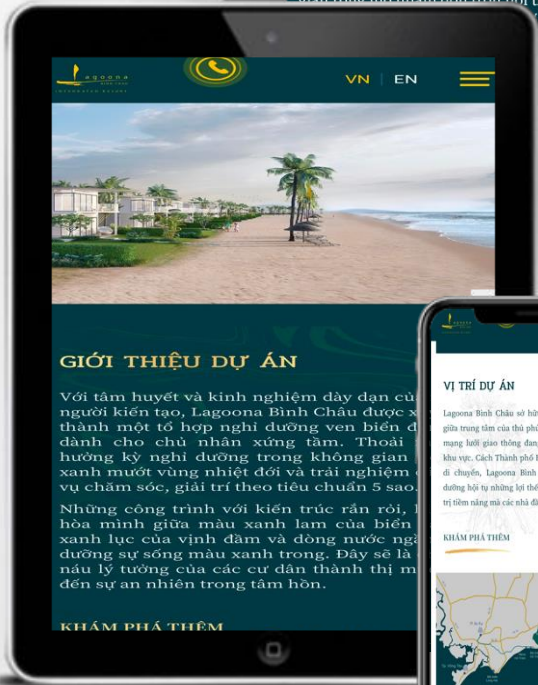 agoona
VN | EN
GIỚI THIỆU DỰ ÁN
Với tâm huyết và kinh nghiệm dày dạn củ
người kiến tạo, Lagoona Bình Châu được x
thành một tổ hợp nghỉ dưỡng ven biển đ
dành cho chủ nhân xứng tầm. Thoải
hưởng kỳ nghỉ dưỡng trong không gian
xanh mướt vùng nhiệt đới và trải nghiệm
vụ chăm sóc, giải trí theo tiêu chuẩn 5 sao.
Những công trình với kiến trúc rắn rỏi, l
hòa mình giữa màu xanh lam của biển
xanh lục của vịnh đầm và dòng nước ngầ
dưỡng sự sống màu xanh trong. Đây sẽ là
náu lý tưởng của các cư dân thành thị m
đến sự an nhiên trong tâm hồn.
KHÁM PHÁ THÊM
VỊ TRÍ DỰ ÁN
Lagoona Bình Châu sở hữ
giữa trung tâm của thủ phủ
mạng lưới giao thông đan
khu vực. Cách Thành phố H
di chuyển, Lagoona Bình
dưỡng hội tụ những lợi thế
trị tiềm năng mà các nhà đầ
KHÁM PHÁ THÊM